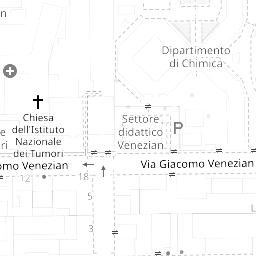 Dipartimento
di Chimica
Chiesa
dell'Istituto
Nazionale
dei Tumori
Settore
didattico
Venezian
P
Via Giacomo Venezian
omo Venezian
12
18
5
3